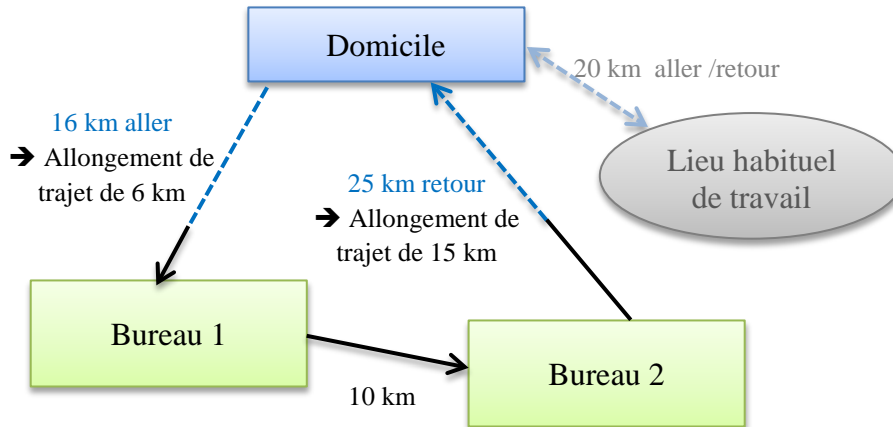 Domicile
20 km aller /retour
16 km aller
➔ Allongement de
trajet de 6 km
Lieu habituel
de travail
25 km retour
➔ Allongement de
trajet de 15 km
Bureau 1
Bureau 2
10 km